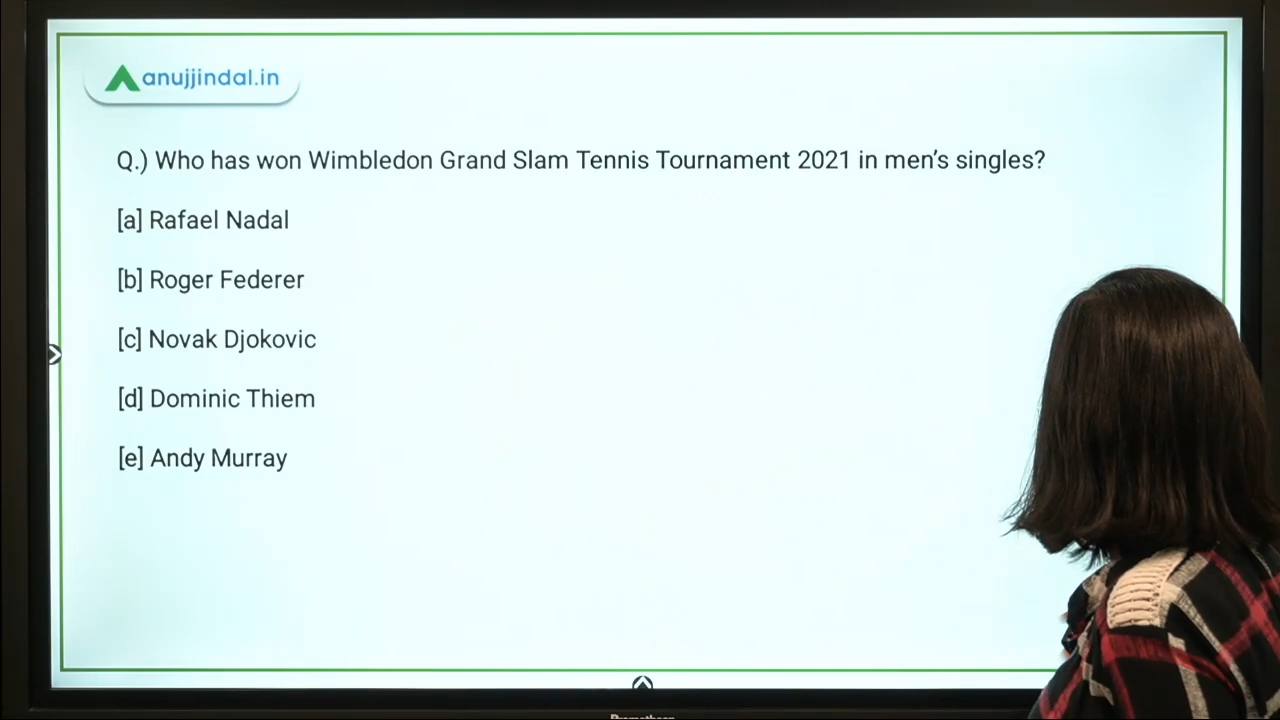 anujjindal.in
Q.) Who has won Wimbledon Grand Slam Tennis Tournament 2021 in men’s singles?
[a] Rafael Nadal
[b] Roger Federer
[c] Novak Djokovic
[d] Dominic Thiem
[e] Andy Murray